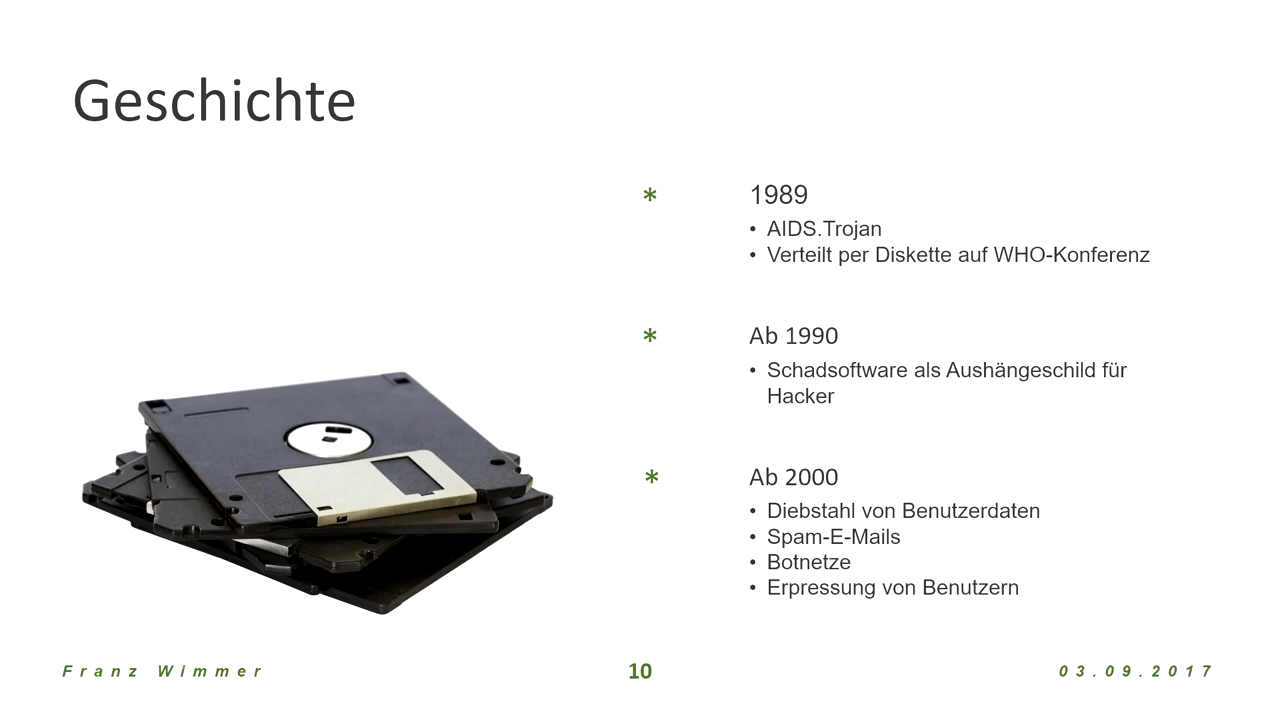 Geschichte
* 1989
• AIDS.Trojan
• Verteilt per Diskette auf WHO-Konferenz
* Ab 1990
• Schadsoftware als Aushängeschild für
Hacker
* Ab 2000
• Diebstahl von Benutzerdaten
• Spam-E-Mails
• Botnetze
• Erpressung von Benutzern
Franz Wimmer 10 03.09.2017